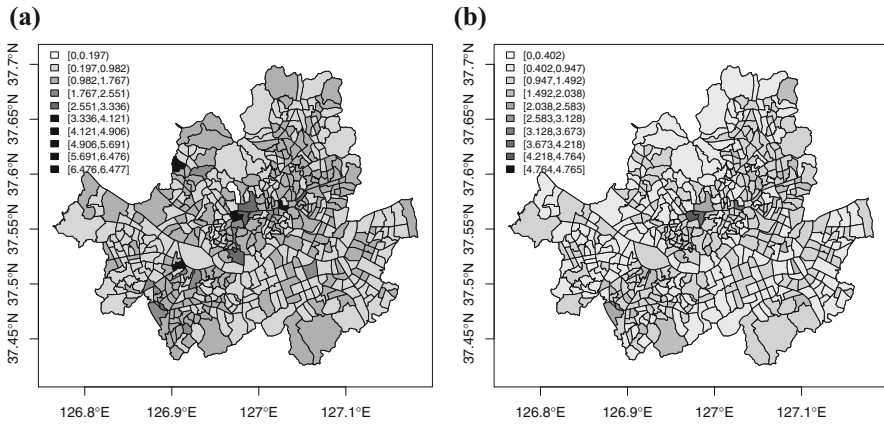 (a)
[0,0.197)
[0.197,0.982)
[0.982,1.767)
[1.767,2.551)
[2.551,3.336)
[3.336,4.121)
[4.121,4.906)
[4.906,5.691)
[5.691,6.476)
[6.476,6.477]
37.7°N
37.65°N
37.6°N
37.55°N
37.5°N
37.45°N
126.8°E
126.9°E
127°E
127.1°E
(b)
[0,0.402)
[0.402,0.947)
[0.947,1.492)
[1.492,2.038)
[2.038,2.583)
[2.583,3.128)
[3.128,3.673)
[3.673,4.218)
[4.218,4.764)
[4.764,4.765]
37.7°N
37.65°N
37.6°N
37.55°N
37.5°N
37.45°N
126.8°E
126.9°E
127°E
127.1°E